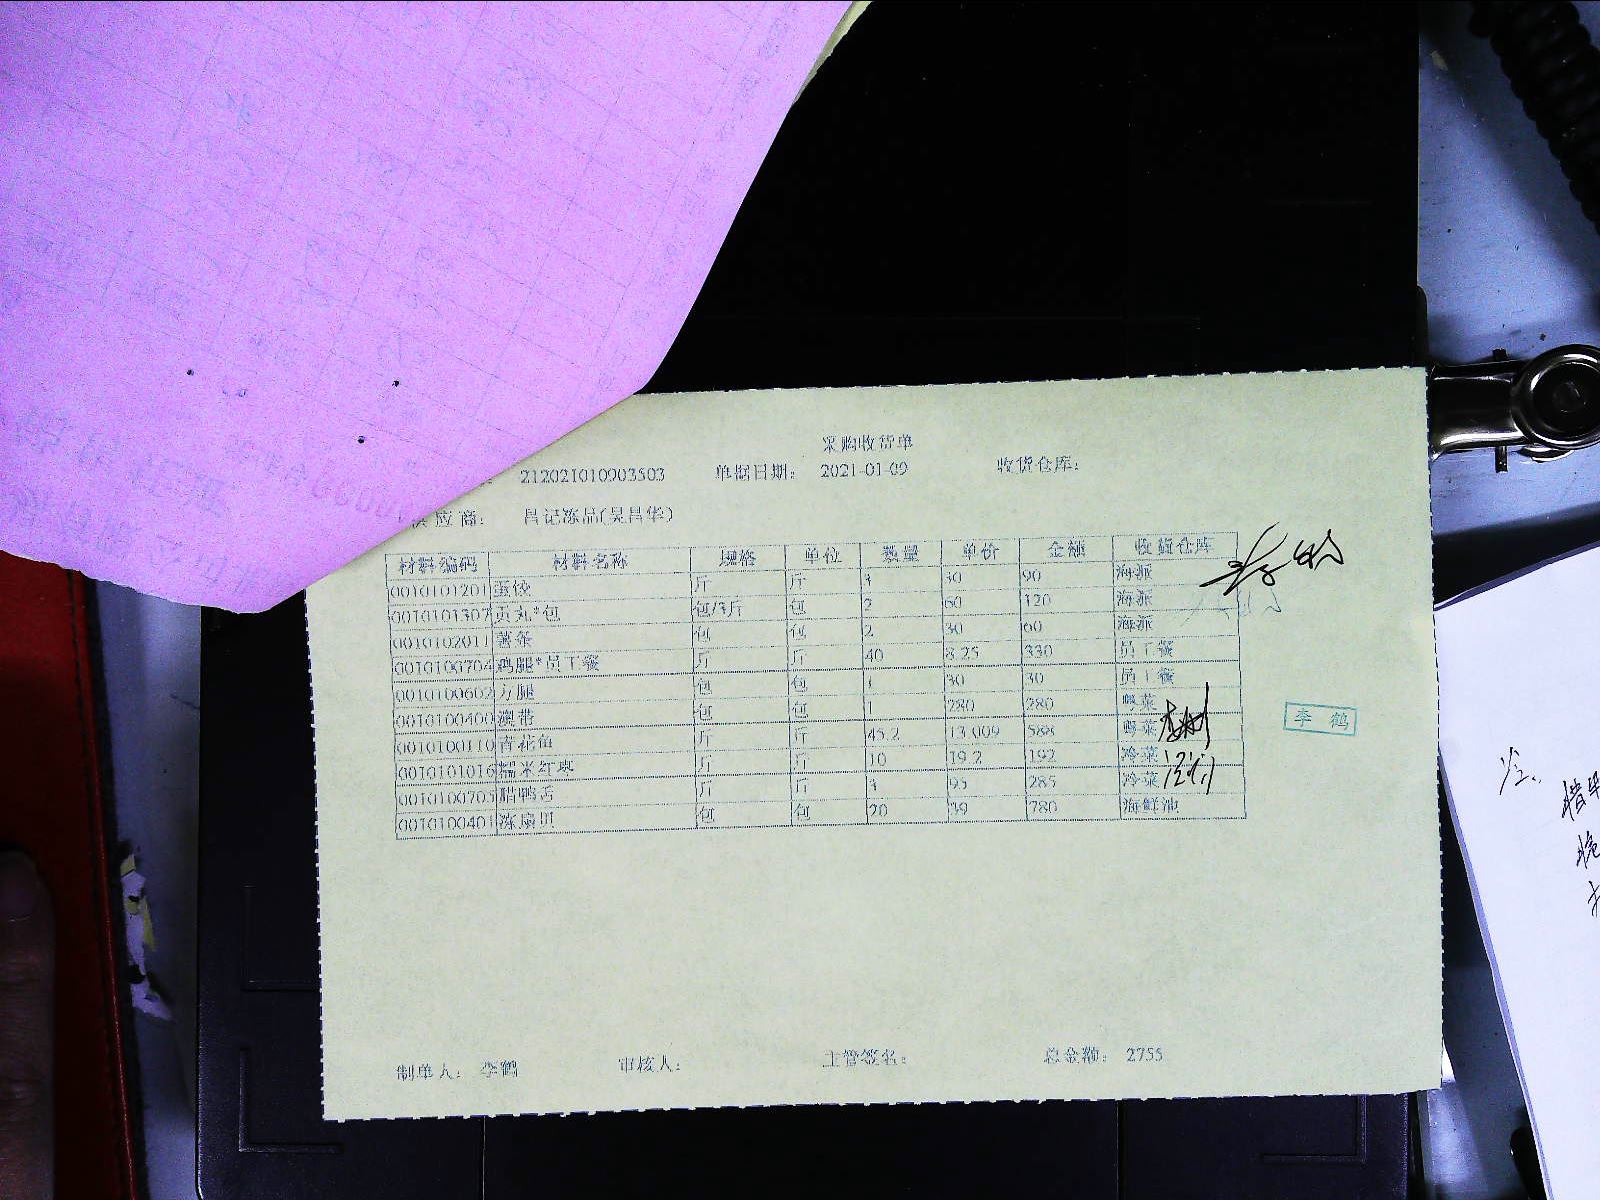 采购收货单
212021010903503 单据日期： 2021-01-09 收货仓库：
供应商： 昌记冻品(吴昌华)
材料编码 材料名称 规格 单位 数量 单价 金额 收货仓库
0010101201 蛋饺 斤 斤 3 30 90 海派
0010101307 贡丸*包 包/3斤 包 2 60 120 海派
0010102011 薯条 包 包 2 30 60 海派
0010100704 鸡腿*员工餐 斤 斤 40 8.25 330 员工餐
0010100602 方腿 包 包 1 30 30 员工餐
0010100400 澳带 包 包 1 280 280 粤菜
0010100110 青花鱼 斤 斤 45.2 13.009 588 粤菜
0010101016 糯米红枣 斤 斤 10 19.2 192 冷菜
0010100705 腊鸭舌 斤 斤 3 95 285 冷菜
0010100401 冻扇贝 包 包 20 39 780 海鲜池
李鹤
制单人： 李鹤 审核人： 主管签名： 总金额： 2755